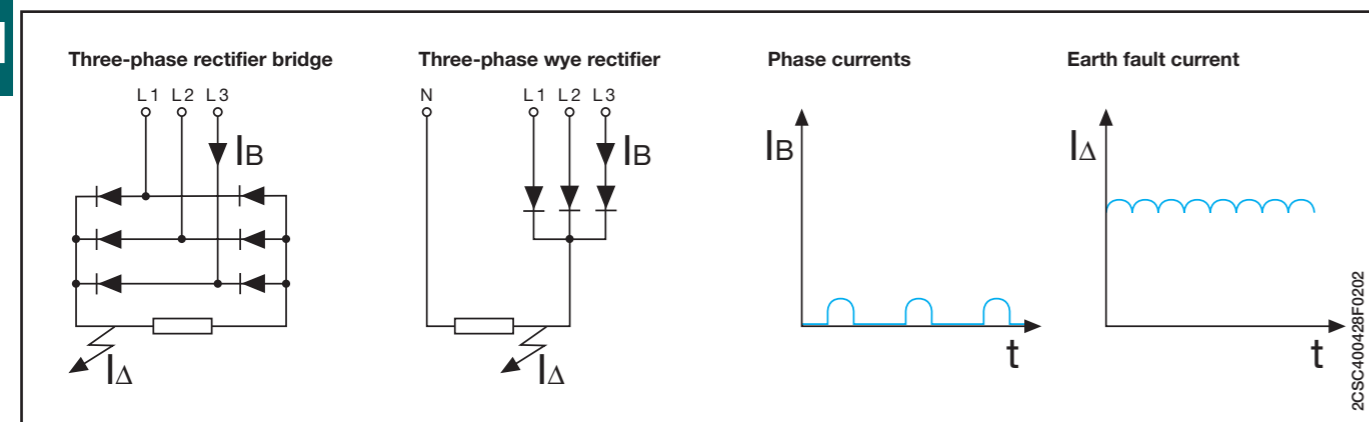 Three-phase rectifier bridge
L1 L2 L3
IB
IΔ
Three-phase wye rectifier
N L1 L2 L3
IB
IΔ
Phase currents
IB
t
Earth fault current
IΔ
t
2CSC400428F0202